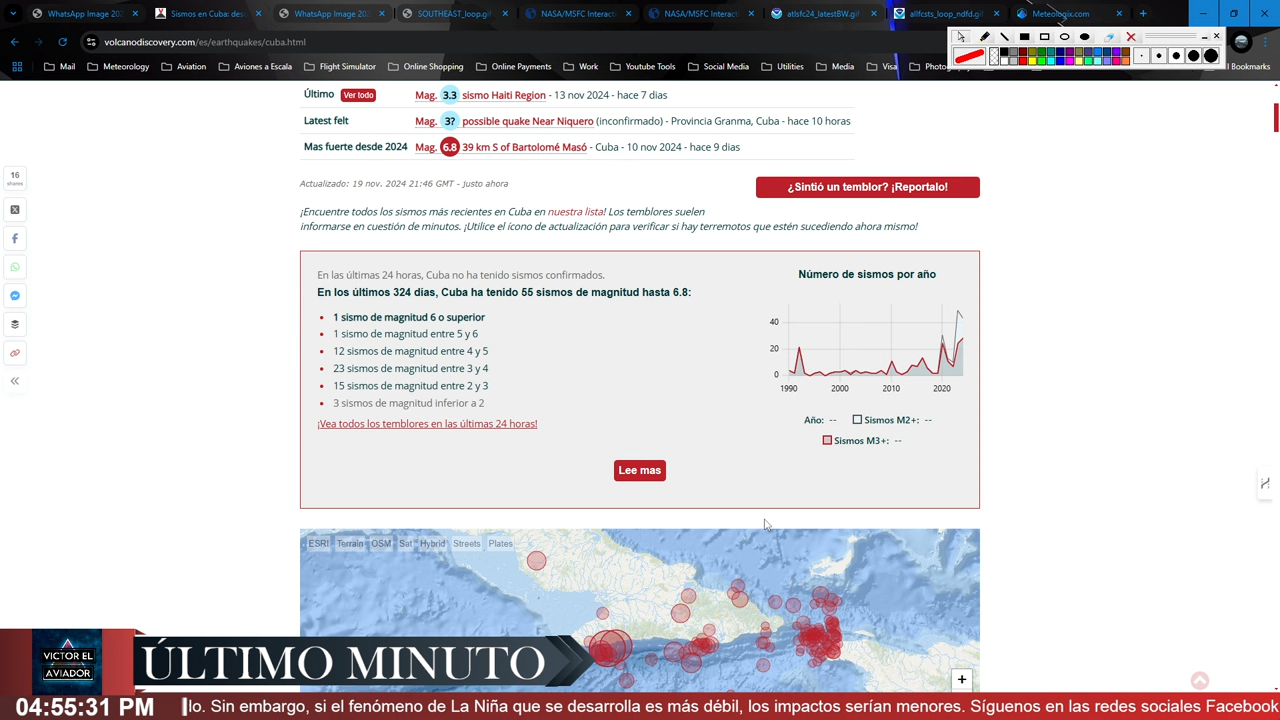 WhatsApp Image 202
Sismos en Cuba: des
WhatsApp Image 202
SOUTHEAST_loop.gi
NASA/MSFC Interact
NASA/MSFC Interact
atlsfc24_latestBW.gif
allfcsts_loop_ndfd.gi
Meteologix.com
volcanodiscovery.com/es/earthquakes/cuba.html
Mail
Meteorology
Aviation
Aviones a Escala
Flight Simulator
Online Shopping
Online Payments
Work
Youtube Tools
Social Media
Utilities
Media
Visa
Photogra
l Bookmarks
Último Ver todo Mag. 3.3 sismo Haiti Region - 13 nov 2024 - hace 7 dias
Latest felt Mag. 3? possible quake Near Niquero (inconfirmado) - Provincia Granma, Cuba - hace 10 horas
Mas fuerte desde 2024 Mag. 6.8 39 km S of Bartolomé Masó - Cuba - 10 nov 2024 - hace 9 dias
16
shares
Actualizado: 19 nov. 2024 21:46 GMT - justo ahora
¿Sintió un temblor? ¡Reportalo!
¡Encuentre todos los sismos más recientes en Cuba en nuestra lista! Los temblores suelen
informarse en cuestión de minutos. ¡Utilice el ícono de actualización para verificar si hay terremotos que estén sucediendo ahora mismo!
En las últimas 24 horas, Cuba no ha tenido sismos confirmados.
En los últimos 324 días, Cuba ha tenido 55 sismos de magnitud hasta 6.8:
1 sismo de magnitud 6 o superior
1 sismo de magnitud entre 5 y 6
12 sismos de magnitud entre 4 y 5
23 sismos de magnitud entre 3 y 4
15 sismos de magnitud entre 2 y 3
3 sismos de magnitud inferior a 2
¡Vea todos los temblores en las últimas 24 horas!
Número de sismos por año
40
20
0
1990 2000 2010 2020
Año: -- Sismos M2+: --
Sismos M3+: --
Lee mas
ESRI Terrain OSM Sat Hybrid Streets Plates
+
VICTOR EL
AVIADOR
ÚLTIMO MINUTO
04:55:31 PM
lo. Sin embargo, si el fenómeno de La Niña que se desarrolla es más débil, los impactos serían menores. Síguenos en las redes sociales Facebook